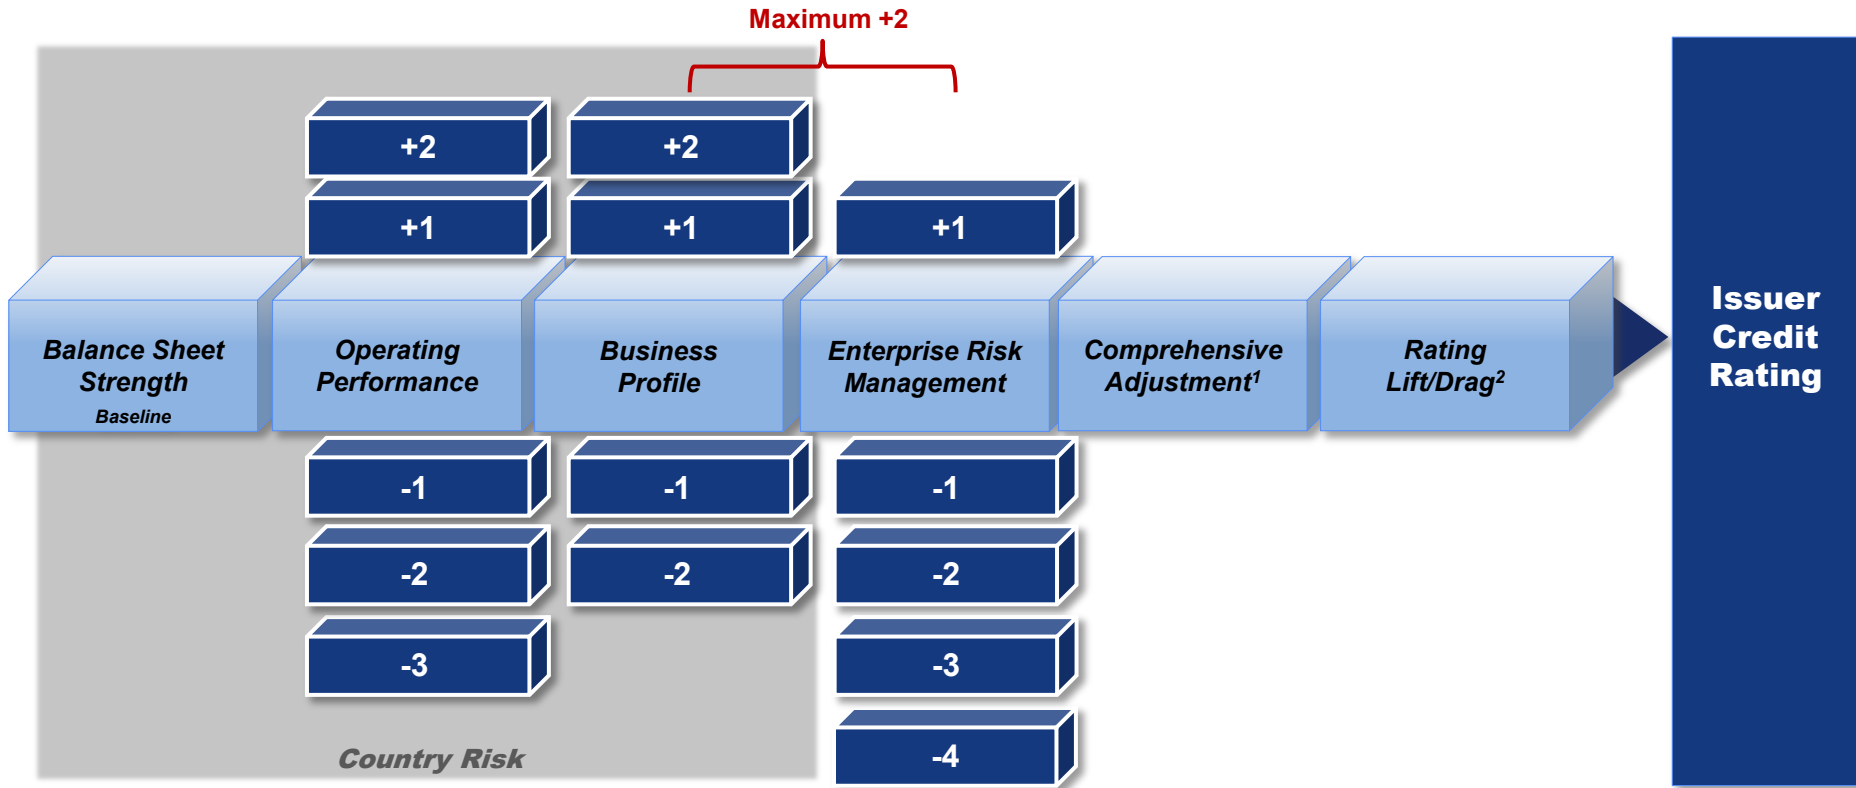 Maximum +2
+2
+2
+1
+1
+1
Balance Sheet
Strength
Baseline
Operating
Performance
Business
Profile
Enterprise Risk
Management
Comprehensive
Adjustment¹
Rating
Lift/Drag²
Issuer
Credit
Rating
-1
-1
-1
-2
-2
-2
-3
-3
-4
Country Risk